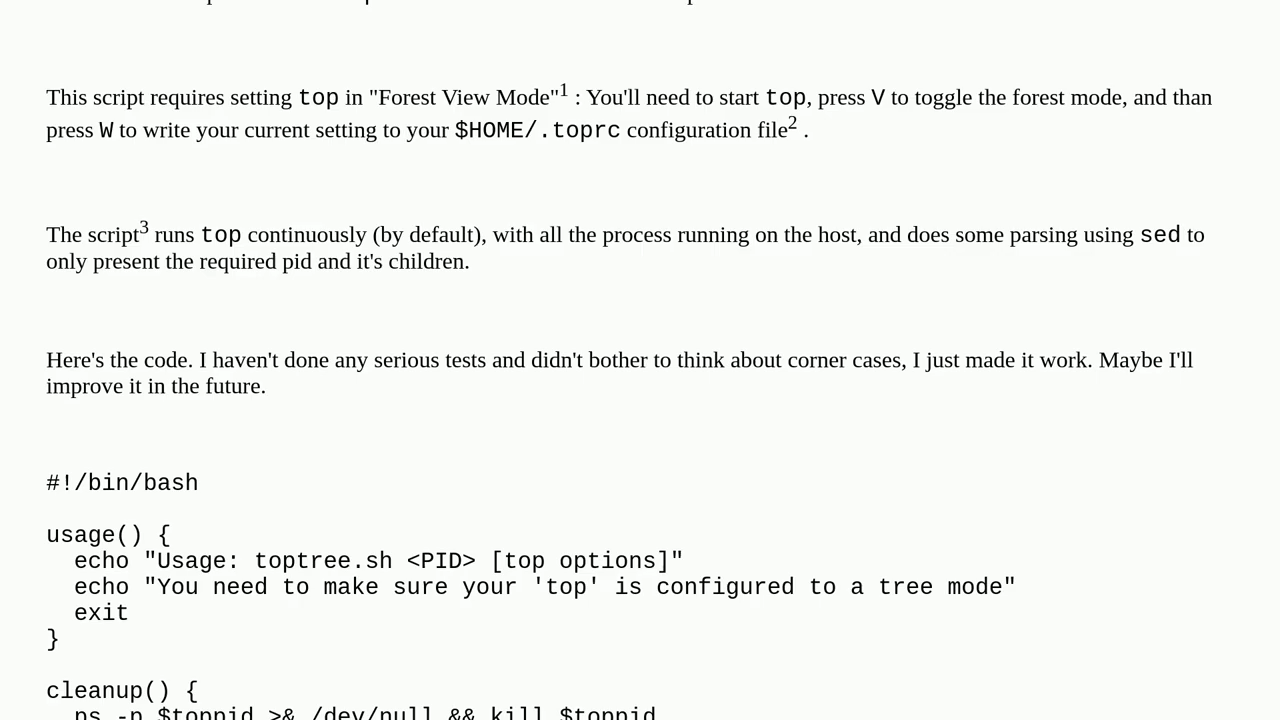 This script requires setting top in "Forest View Mode"1 : You'll need to start top, press V to toggle the forest mode, and than
press W to write your current setting to your $HOME/.toprc configuration file2 .
The script3 runs top continuously (by default), with all the process running on the host, and does some parsing using sed to
only present the required pid and it's children.
Here's the code. I haven't done any serious tests and didn't bother to think about corner cases, I just made it work. Maybe I'll
improve it in the future.
#!/bin/bash
usage() {
  echo "Usage: toptree.sh <PID> [top options]"
  echo "You need to make sure your 'top' is configured to a tree mode"
  exit
}
cleanup() {
  ps -p $toppid >& /dev/null && kill $toppid